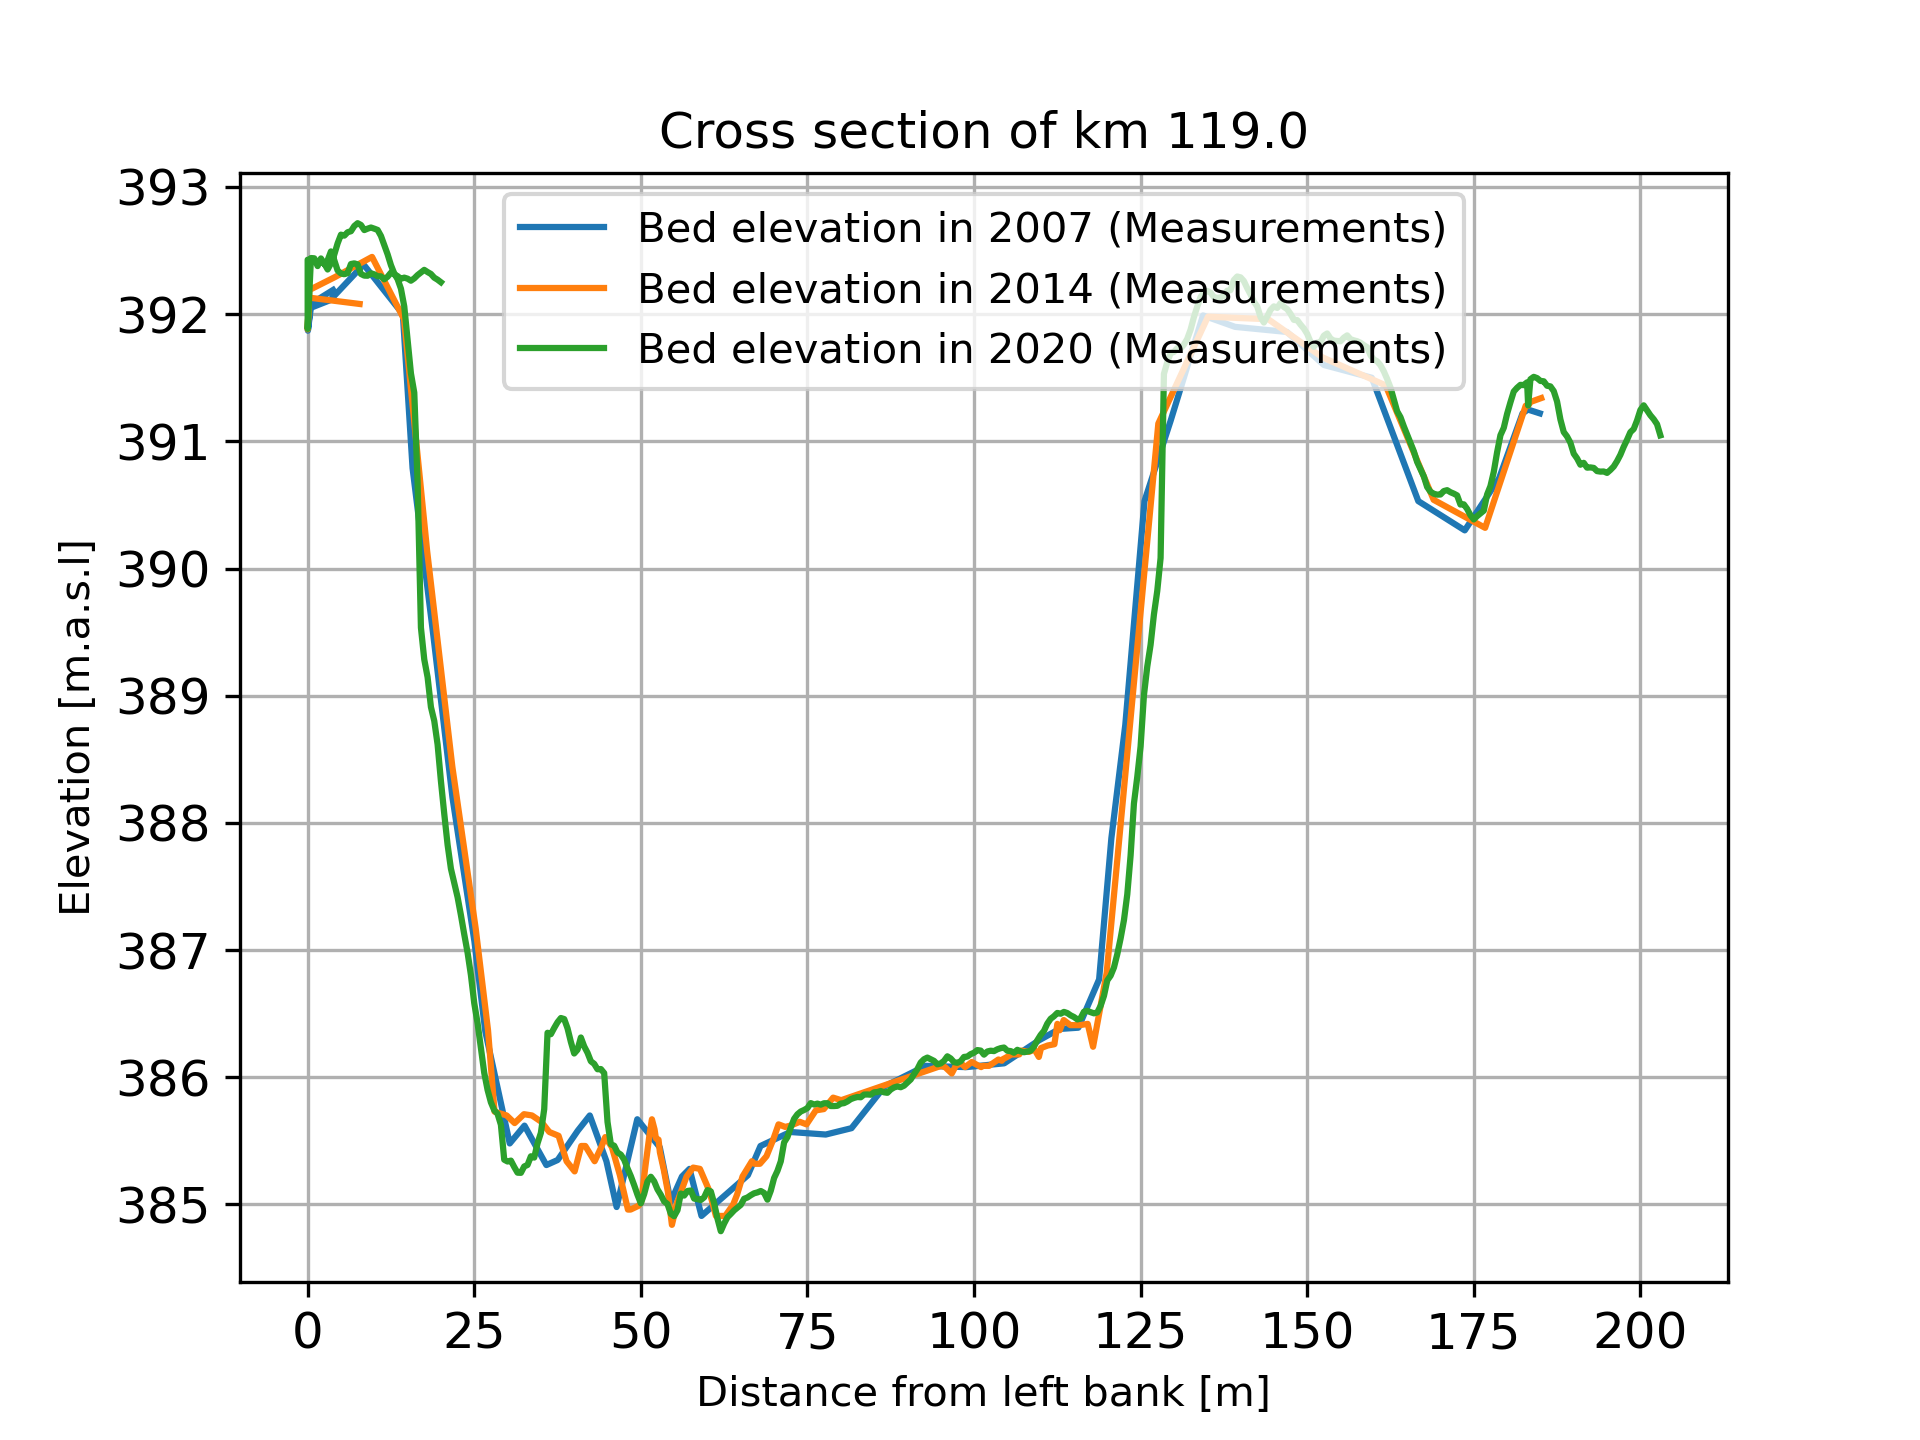 Cross section of km 119.0
Bed elevation in 2007 (Measurements)
Bed elevation in 2014 (Measurements)
Bed elevation in 2020 (Measurements)
Elevation [m.a.s.l]
393
392
391
390
389
388
387
386
385
0 25 50 75 100 125 150 175 200
Distance from left bank [m]